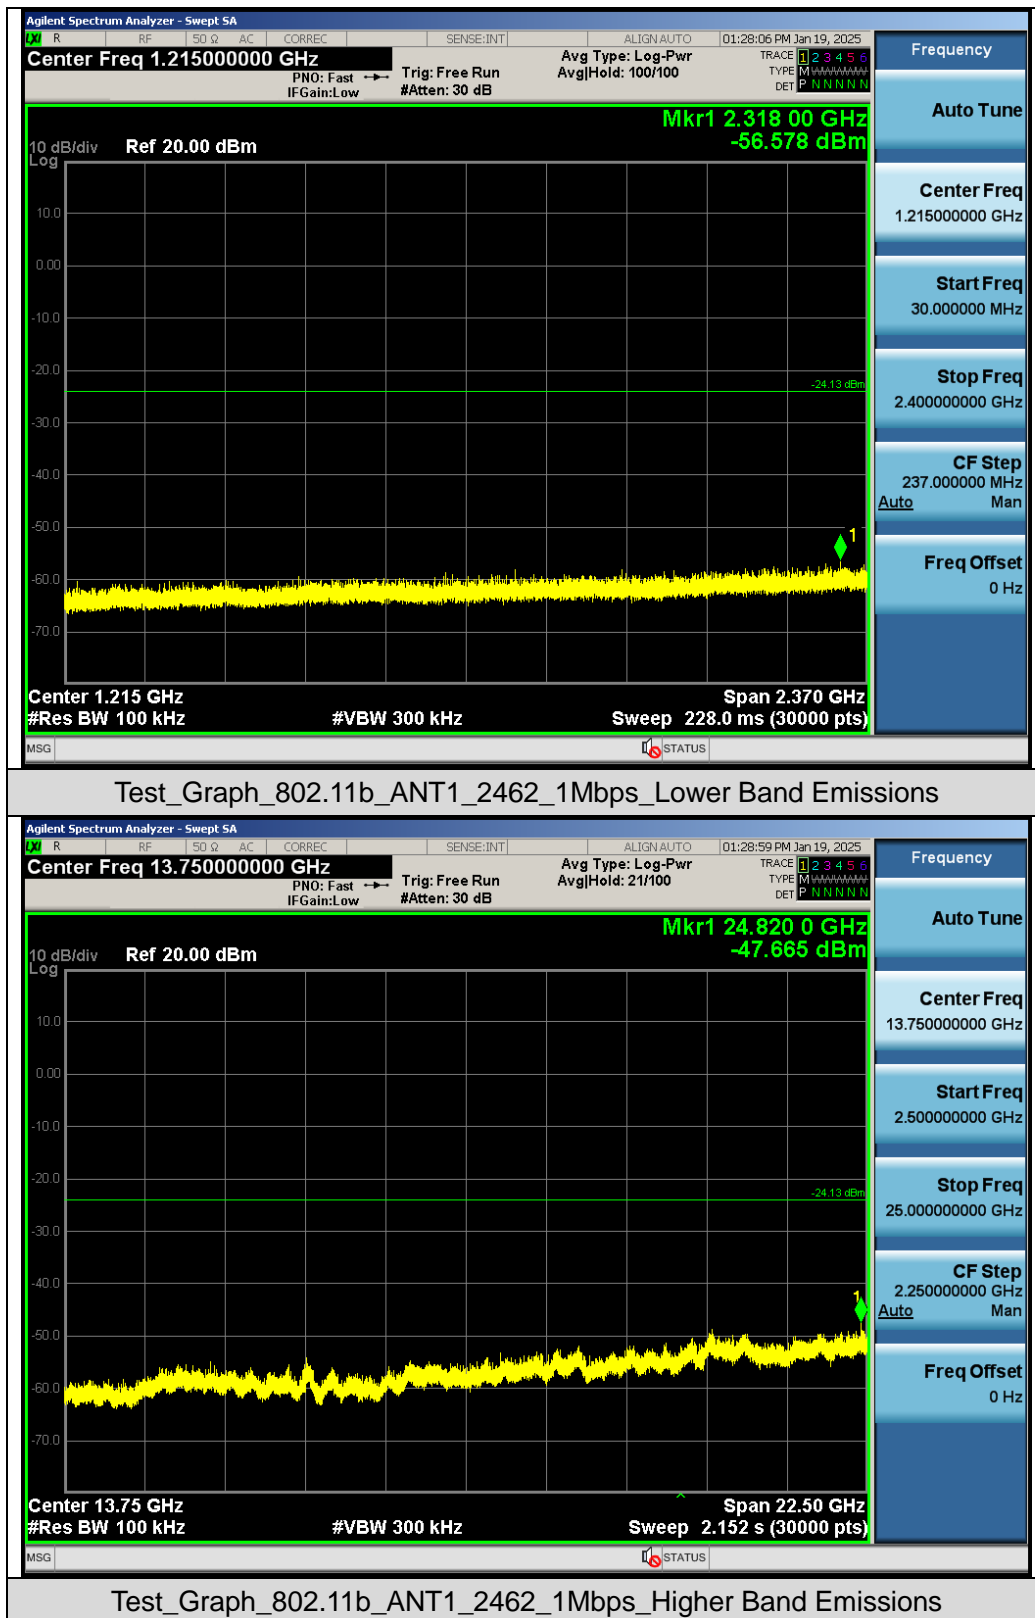 Agilent Spectrum Analyzer - Swept SA
LXI R RF 50 Ω AC CORREC SENSE:INT ALIGN AUTO 01:28:06 PM Jan 19, 2025
Center Freq 1.215000000 GHz
PNO: Fast
IFGain:Low
Trig: Free Run
#Atten: 30 dB
Avg Type: Log-Pwr
Avg|Hold: 100/100
TRACE 1 2 3 4 5 6
TYPE M WWWWW
DET P N N N N N
Frequency
Mkr1 2.318 00 GHz
-56.578 dBm
10 dB/div Ref 20.00 dBm
Log
10.0
0.00
-10.0
-20.0
-24.13 dBm
-30.0
-40.0
-50.0
1
-60.0
-70.0
Center 1.215 GHz Span 2.370 GHz
#Res BW 100 kHz #VBW 300 kHz Sweep 228.0 ms (30000 pts)
MSG STATUS
Auto Tune
Center Freq
1.215000000 GHz
Start Freq
30.000000 MHz
Stop Freq
2.400000000 GHz
CF Step
237.000000 MHz
Auto Man
Freq Offset
0 Hz
Test_Graph_802.11b_ANT1_2462_1Mbps_Lower Band Emissions
Agilent Spectrum Analyzer - Swept SA
LXI R RF 50 Ω AC CORREC SENSE:INT ALIGN AUTO 01:28:59 PM Jan 19, 2025
Center Freq 13.750000000 GHz
PNO: Fast
IFGain:Low
Trig: Free Run
#Atten: 30 dB
Avg Type: Log-Pwr
Avg|Hold: 21/100
TRACE 1 2 3 4 5 6
TYPE M WWWWW
DET P N N N N N
Frequency
Mkr1 24.820 0 GHz
-47.665 dBm
10 dB/div Ref 20.00 dBm
Log
10.0
0.00
-10.0
-20.0
-24.13 dBm
-30.0
-40.0
1
-50.0
-60.0
-70.0
Center 13.75 GHz Span 22.50 GHz
#Res BW 100 kHz #VBW 300 kHz Sweep 2.152 s (30000 pts)
MSG STATUS
Auto Tune
Center Freq
13.750000000 GHz
Start Freq
2.500000000 GHz
Stop Freq
25.000000000 GHz
CF Step
2.250000000 GHz
Auto Man
Freq Offset
0 Hz
Test_Graph_802.11b_ANT1_2462_1Mbps_Higher Band Emissions